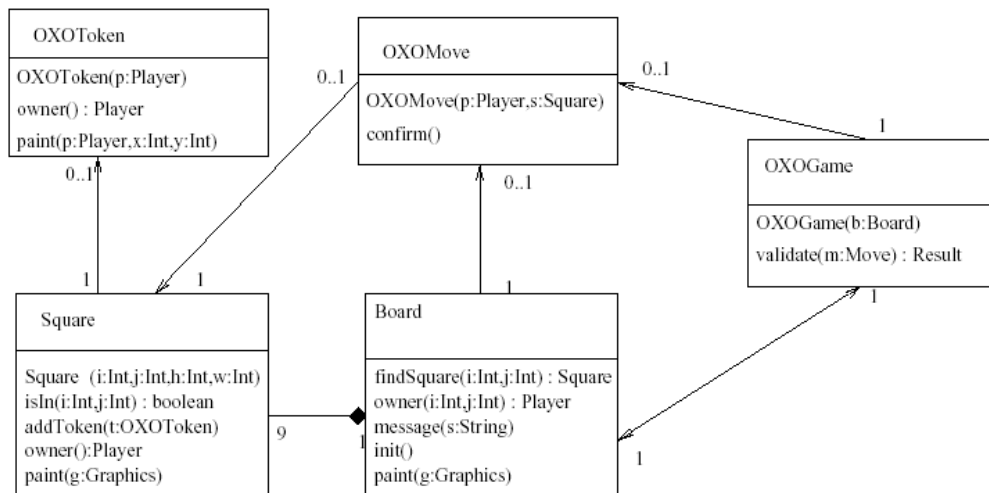 OXOToken
OXOToken(p:Player)
owner() : Player
paint(p:Player,x:Int,y:Int)
0..1
1
OXOMove
OXOMove(p:Player,s:Square)
confirm()
0..1
0..1
0..1
1
OXOGame
OXOGame(b:Board)
validate(m:Move) : Result
1
1
Square
Square (i:Int,j:Int,h:Int,w:Int)
isIn(i:Int,j:Int) : boolean
addToken(t:OXOToken)
owner():Player
paint(g:Graphics)
9
1
1
Board
findSquare(i:Int,j:Int) : Square
owner(i:Int,j:Int) : Player
message(s:String)
init()
paint(g:Graphics)
1